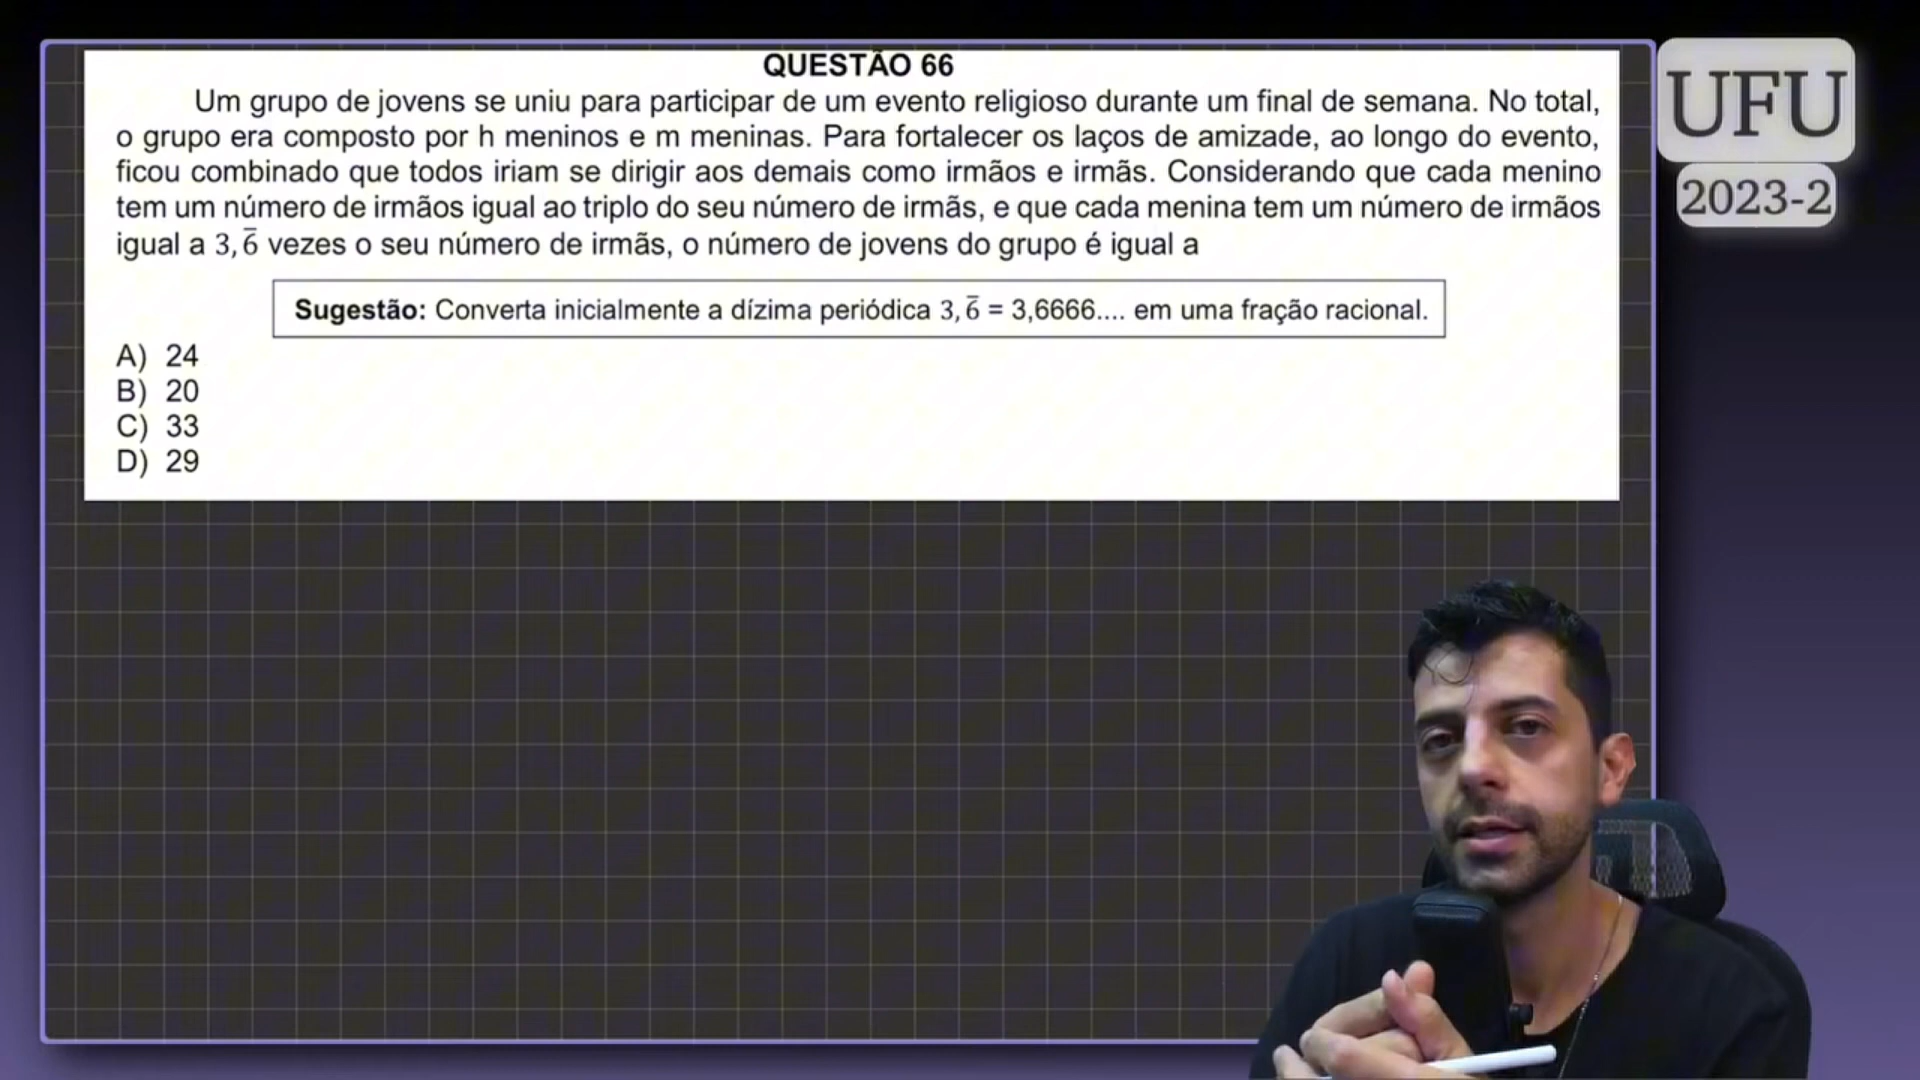 QUESTÃO 66
Um grupo de jovens se uniu para participar de um evento religioso durante um final de semana. No total,
o grupo era composto por h meninos e m meninas. Para fortalecer os laços de amizade, ao longo do evento,
ficou combinado que todos iriam se dirigir aos demais como irmãos e irmãs. Considerando que cada menino
tem um número de irmãos igual ao triplo do seu número de irmãs, e que cada menina tem um número de irmãos
igual a 3,6̅ vezes o seu número de irmãs, o número de jovens do grupo é igual a
Sugestão: Converta inicialmente a dízima periódica 3,6̅ = 3,6666.... em uma fração racional.
A) 24
B) 20
C) 33
D) 29
UFU
2023-2